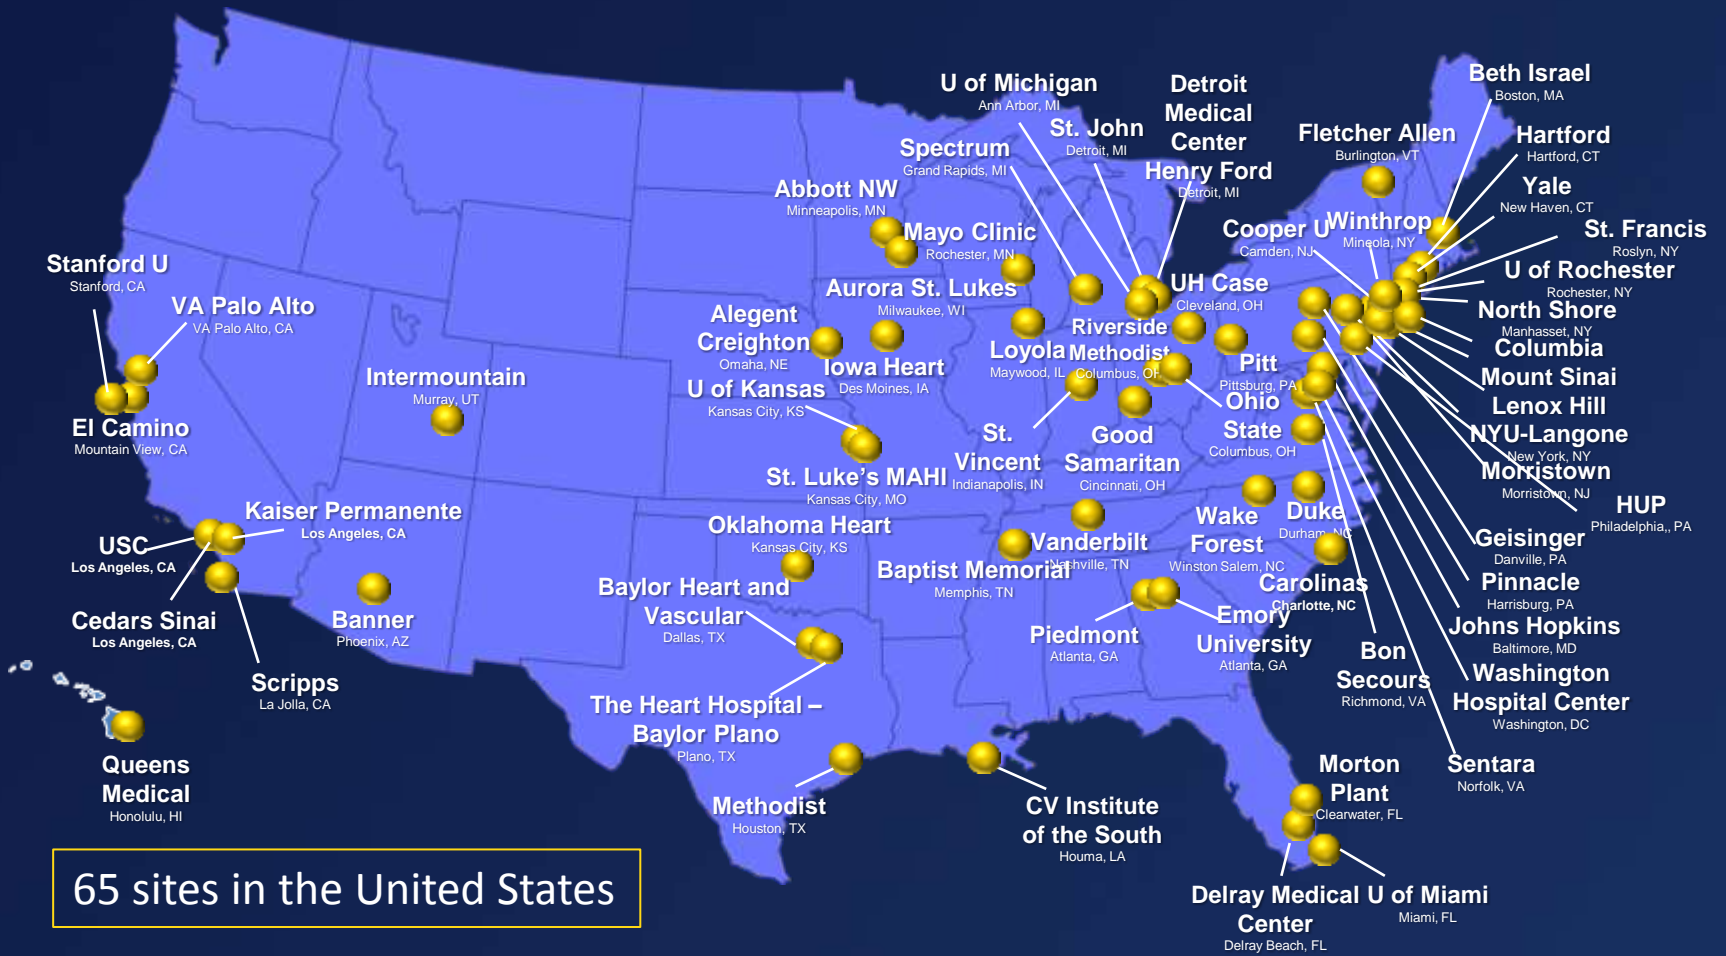 U of Michigan
Ann Arbor, MI
Detroit
Medical
Center
Henry Ford
Detroit, MI
Beth Israel
Boston, MA
St. John
Detroit, MI
Fletcher Allen
Burlington, VT
Hartford
Hartford, CT
Spectrum
Grand Rapids, MI
Abbott NW
Minneapolis, MN
Yale
New Haven, CT
Mayo Clinic
Rochester, MN
Cooper U
Camden, NJ
Winthrop
Mineola, NY
St. Francis
Roslyn, NY
Stanford U
Stanford, CA
U of Rochester
Rochester, NY
VA Palo Alto
VA Palo Alto, CA
Aurora St. Lukes
Milwaukee, WI
UH Case
Cleveland, OH
North Shore
Manhasset, NY
Alegent
Creighton
Omaha, NE
Riverside
Methodist
Columbus, OH
Columbia
Loyola
Maywood, IL
Iowa Heart
Des Moines, IA
Pitt
Pittsburg, PA
Mount Sinai
Intermountain
Murray, UT
U of Kansas
Kansas City, KS
Ohio
State
Columbus, OH
Lenox Hill
El Camino
Mountain View, CA
St.
Vincent
Indianapolis, IN
Good
Samaritan
Cincinnati, OH
NYU-Langone
New York, NY
Morristown
Morristown, NJ
St. Luke's MAHI
Kansas City, MO
HUP
Philadelphia,, PA
Kaiser Permanente
Los Angeles, CA
Oklahoma Heart
Kansas City, KS
Wake
Forest
Winston Salem, NC
Duke
Durham, NC
USC
Los Angeles, CA
Vanderbilt
Nashville, TN
Geisinger
Danville, PA
Baptist Memorial
Memphis, TN
Baylor Heart and
Vascular
Dallas, TX
Carolinas
Charlotte, NC
Pinnacle
Harrisburg, PA
Cedars Sinai
Los Angeles, CA
Banner
Phoenix, AZ
Piedmont
Atlanta, GA
Emory
University
Atlanta, GA
Johns Hopkins
Baltimore, MD
Bon
Secours
Richmond, VA
Washington
Hospital Center
Washington, DC
Scripps
La Jolla, CA
The Heart Hospital –
Baylor Plano
Plano, TX
Queens
Medical
Honolulu, HI
Morton
Plant
Clearwater, FL
Sentara
Norfolk, VA
Methodist
Houston, TX
CV Institute
of the South
Houma, LA
65 sites in the United States
Delray Medical
Center
Delray Beach, FL
U of Miami
Miami, FL